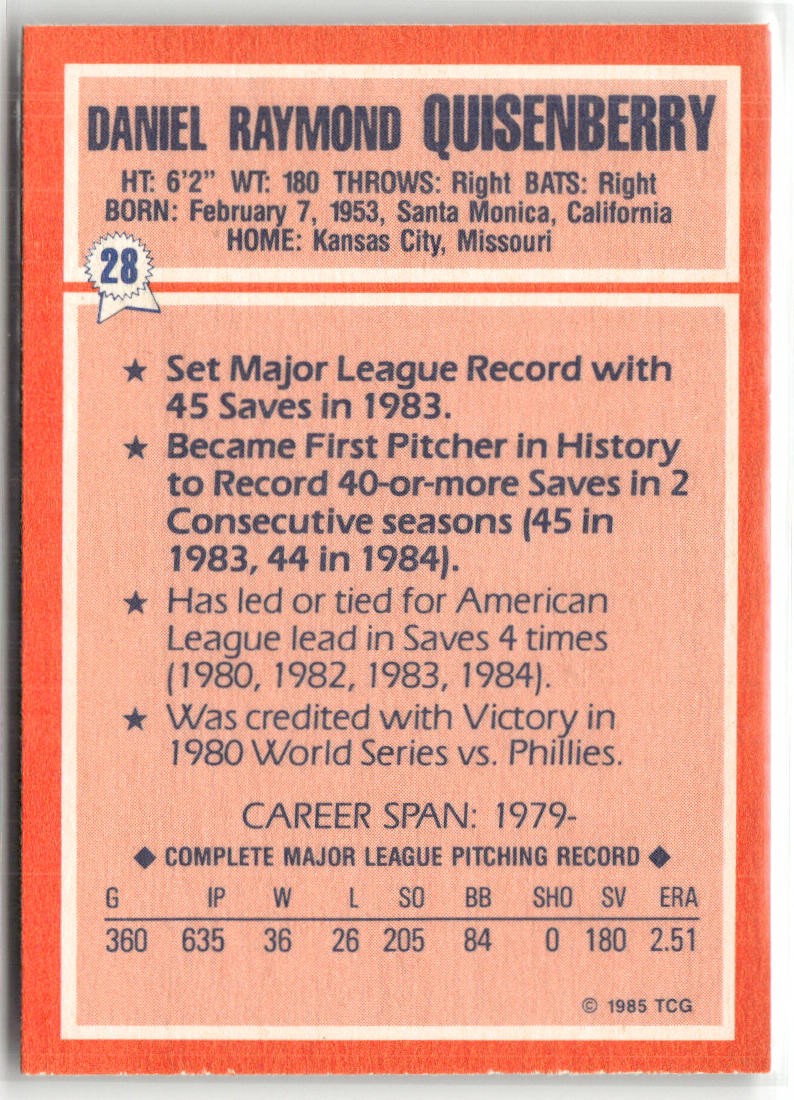 DANIEL RAYMOND QUISENBERRY
HT: 6'2" WT: 180 THROWS: Right BATS: Right
BORN: February 7, 1953, Santa Monica, California
HOME: Kansas City, Missouri
28
★ Set Major League Record with
45 Saves in 1983.
★ Became First Pitcher in History
to Record 40-or-more Saves in 2
Consecutive seasons (45 in
1983, 44 in 1984).
★ Has led or tied for American
League lead in Saves 4 times
(1980, 1982, 1983, 1984).
★ Was credited with Victory in
1980 World Series vs. Phillies.
CAREER SPAN: 1979-
◆ COMPLETE MAJOR LEAGUE PITCHING RECORD ◆
G IP W L SO BB SHO SV ERA
360 635 36 26 205 84 0 180 2.51
© 1985 TCG